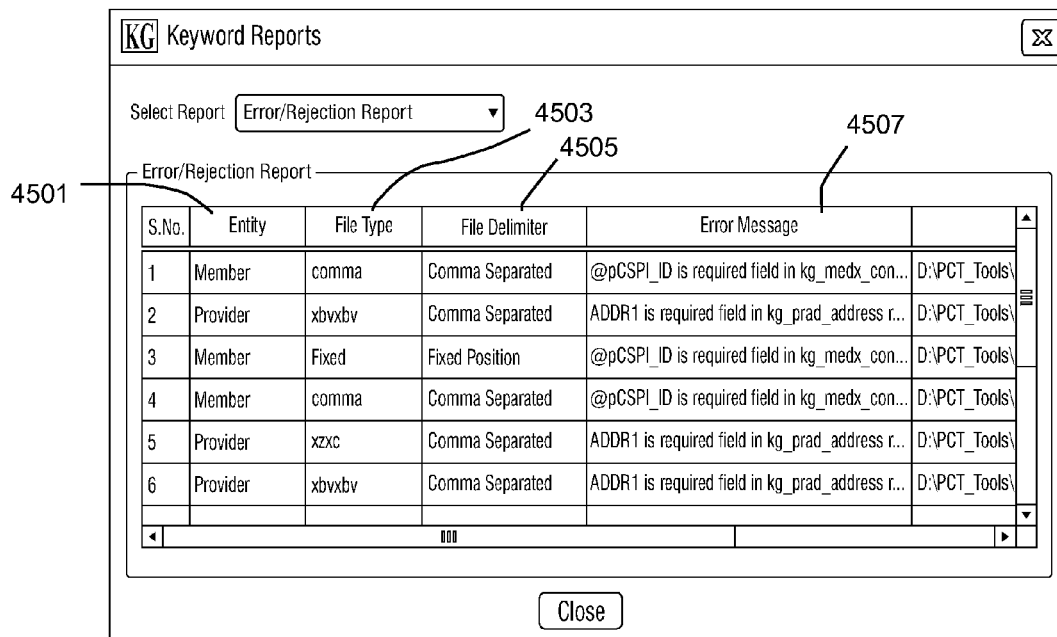 KG Keyword Reports
Select Report Error/Rejection Report
4503
4505
4507
4501
Error/Rejection Report
S.No. Entity File Type File Delimiter Error Message
1 Member comma Comma Separated @pCSPI_ID is required field in kg_medx_con... D:\PCT_Tools\
2 Provider xbvxbv Comma Separated ADDR1 is required field in kg_prad_address r... D:\PCT_Tools\
3 Member Fixed Fixed Position @pCSPI_ID is required field in kg_medx_con... D:\PCT_Tools\
4 Member comma Comma Separated @pCSPI_ID is required field in kg_medx_con... D:\PCT_Tools\
5 Provider xzxc Comma Separated ADDR1 is required field in kg_prad_address r... D:\PCT_Tools\
6 Provider xbvxbv Comma Separated ADDR1 is required field in kg_prad_address r... D:\PCT_Tools\
Close